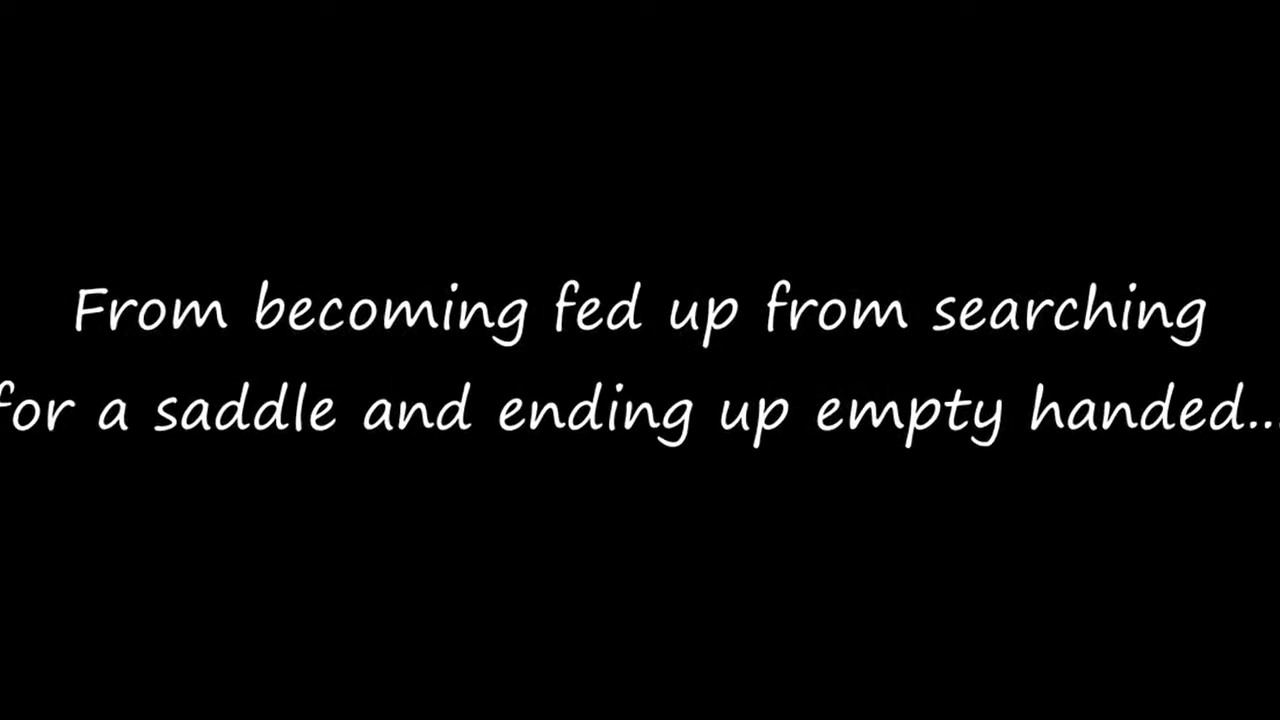 From becoming fed up from searching
for a saddle and ending up empty handed...